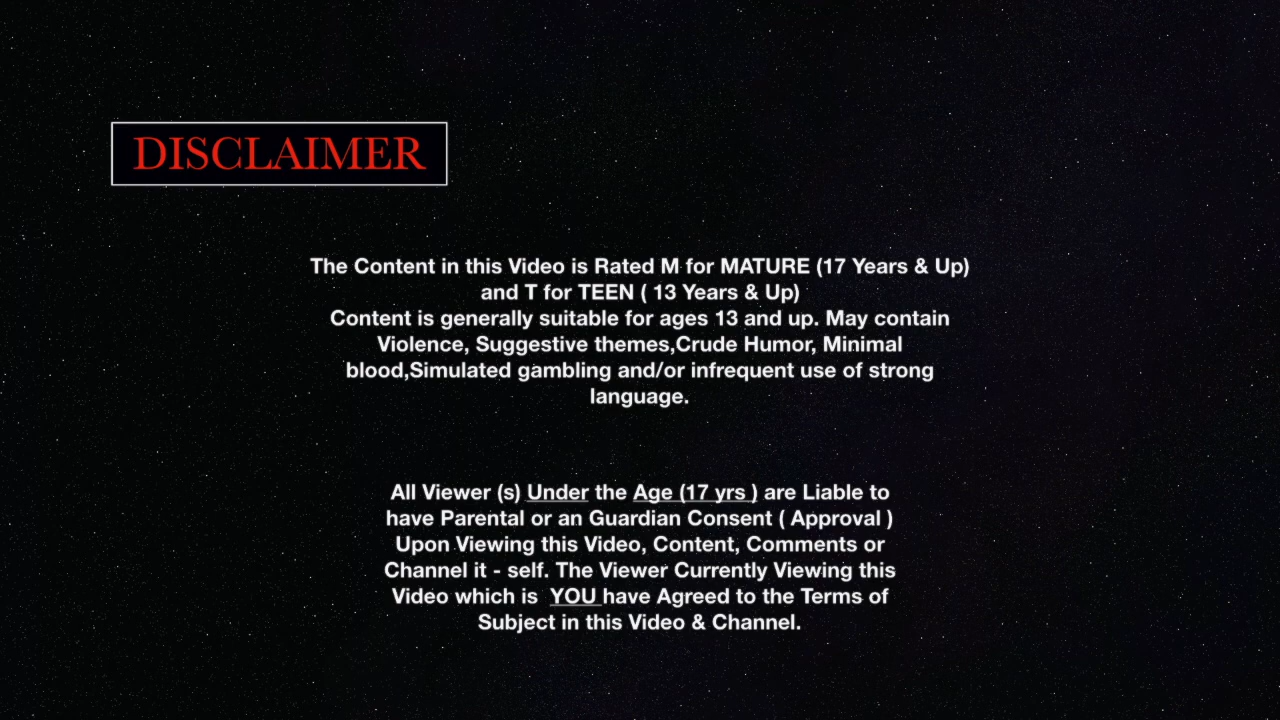 DISCLAIMER
The Content in this Video is Rated M for MATURE (17 Years & Up)
and T for TEEN ( 13 Years & Up)
Content is generally suitable for ages 13 and up. May contain
Violence, Suggestive themes,Crude Humor, Minimal
blood,Simulated gambling and/or infrequent use of strong
language.
All Viewer (s) Under the Age (17 yrs ) are Liable to
have Parental or an Guardian Consent ( Approval )
Upon Viewing this Video, Content, Comments or
Channel it - self. The Viewer Currently Viewing this
Video which is  YOU have Agreed to the Terms of
Subject in this Video & Channel.